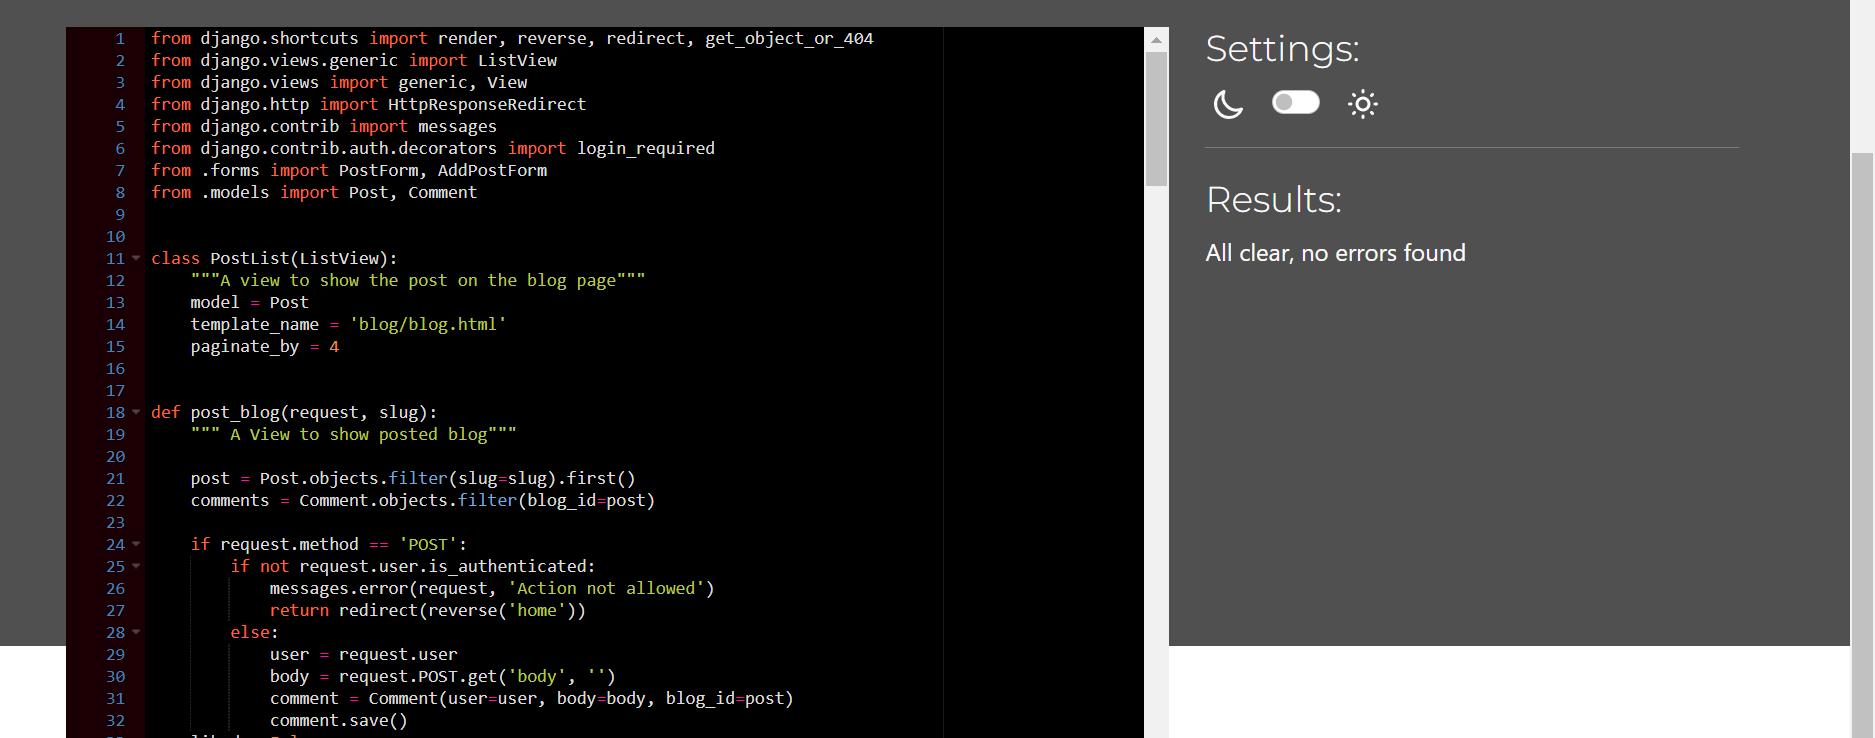 1 from django.shortcuts import render, reverse, redirect, get_object_or_404
2 from django.views.generic import ListView
3 from django.views import generic, View
4 from django.http import HttpResponseRedirect
5 from django.contrib import messages
6 from django.contrib.auth.decorators import login_required
7 from .forms import PostForm, AddPostForm
8 from .models import Post, Comment
9
10
11 class PostList(ListView):
12     """A view to show the post on the blog page"""
13     model = Post
14     template_name = 'blog/blog.html'
15     paginate_by = 4
16
17
18 def post_blog(request, slug):
19     """ A View to show posted blog"""
20
21     post = Post.objects.filter(slug=slug).first()
22     comments = Comment.objects.filter(blog_id=post)
23
24     if request.method == 'POST':
25         if not request.user.is_authenticated:
26             messages.error(request, 'Action not allowed')
27             return redirect(reverse('home'))
28         else:
29             user = request.user
30             body = request.POST.get('body', '')
31             comment = Comment(user=user, body=body, blog_id=post)
32             comment.save()
Settings:
Results:
All clear, no errors found